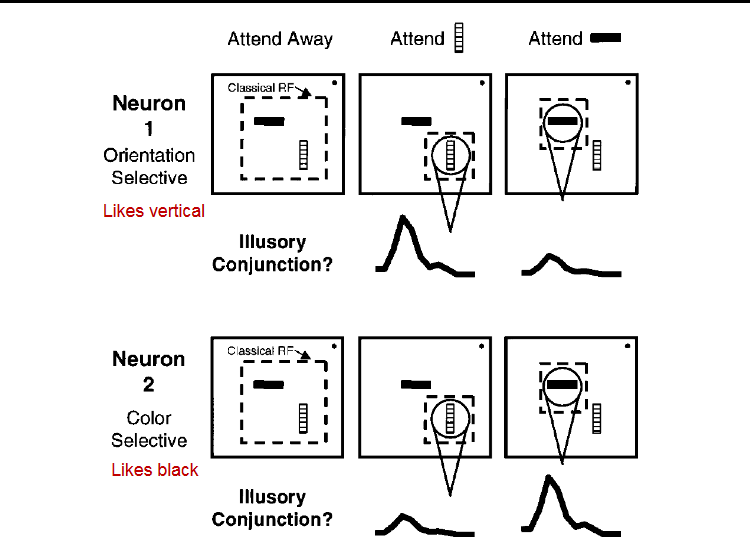 Attend Away
Attend
Attend
Classical RF
Neuron
1
Orientation
Selective
Likes vertical
Illusory
Conjunction?
Classical RF
Neuron
2
Color
Selective
Likes black
Illusory
Conjunction?